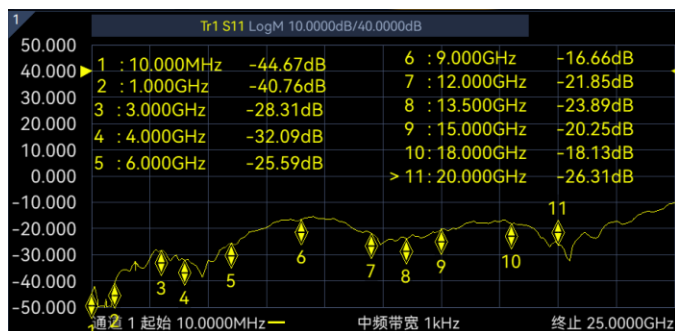 1
Tr1 S11 LogM 10.0000dB/40.0000dB
50.000
40.000
30.000
20.000
10.000
0.000
-10.000
-20.000
-30.000
-40.000
-50.000
1 : 10.000MHz -44.67dB
2 : 1.000GHz -40.76dB
3 : 3.000GHz -28.31dB
4 : 4.000GHz -32.09dB
5 : 6.000GHz -25.59dB
6 : 9.000GHz -16.66dB
7 : 12.000GHz -21.85dB
8 : 13.500GHz -23.89dB
9 : 15.000GHz -20.25dB
10: 18.000GHz -18.13dB
> 11: 20.000GHz -26.31dB
1
2
3
4
5
6
7
8
9
10
11
通道 1 起始 10.0000MHz 中频带宽 1kHz 终止 25.0000GHz